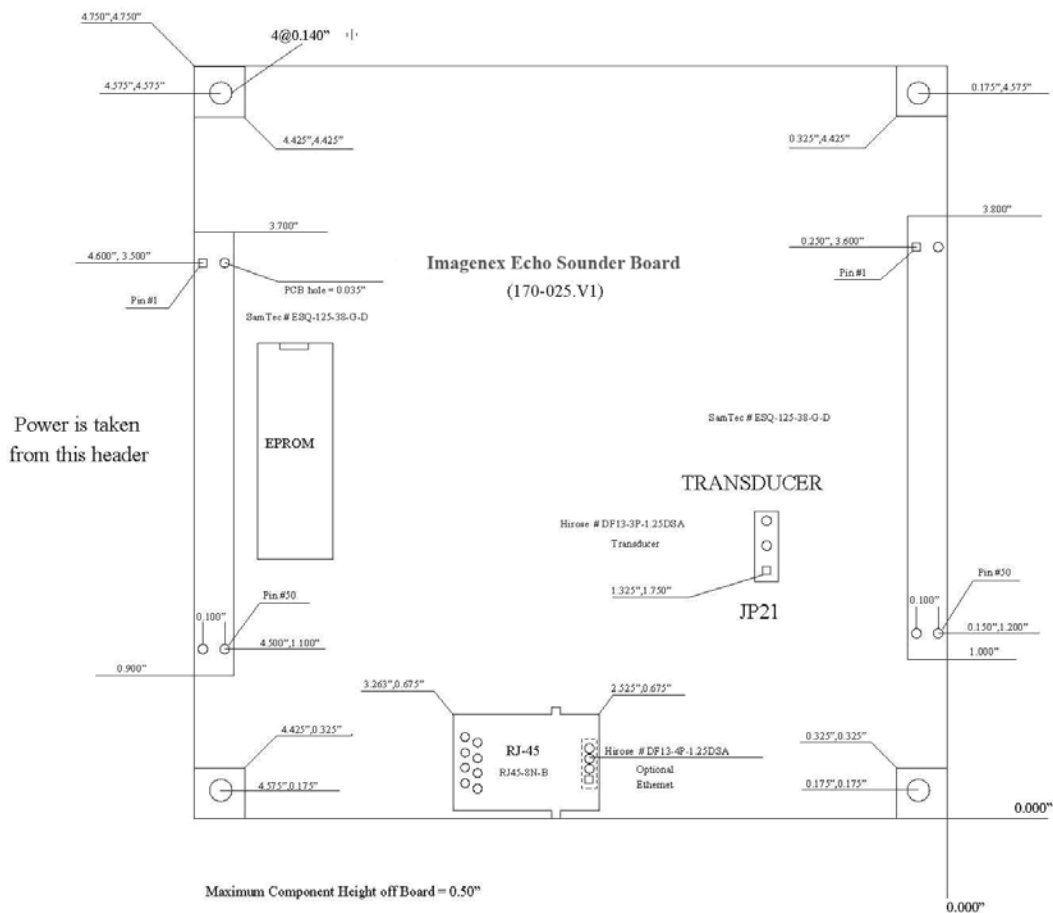 4.750”,4.750”
4@0.140”
4.575”,4.575”
0.175”,4.575”
4.425”,4.425”
0.325”,4.425”
3.700”
3.800”
4.600”, 3.500”
0.250”, 3.600”
Imagenex Echo Sounder Board
(170-025.V1)
Pin #1
PCB hole = 0.035”
Pin #1
SamTec # ESQ-125-38-G-D
Power is taken
from this header
EPROM
SamTec # ESQ-125-38-G-D
TRANSDUCER
Hirose # DF13-3P-1.25DSA
Transducer
1.325”,1.750”
JP21
Pin #50
Pin #50
0.100”
0.100”
4.500”,1.100”
0.150”,1.200”
0.900”
1.000”
3.263”,0.675”
2.525”,0.675”
4.425”,0.325”
0.325”,0.325”
RJ-45
RJ45-8N-B
Hirose # DF13-4P-1.25DSA
Optional
Ethernet
4.575”,0.175”
0.175”,0.175”
0.000”
Maximum Component Height off Board = 0.50”
0.000”